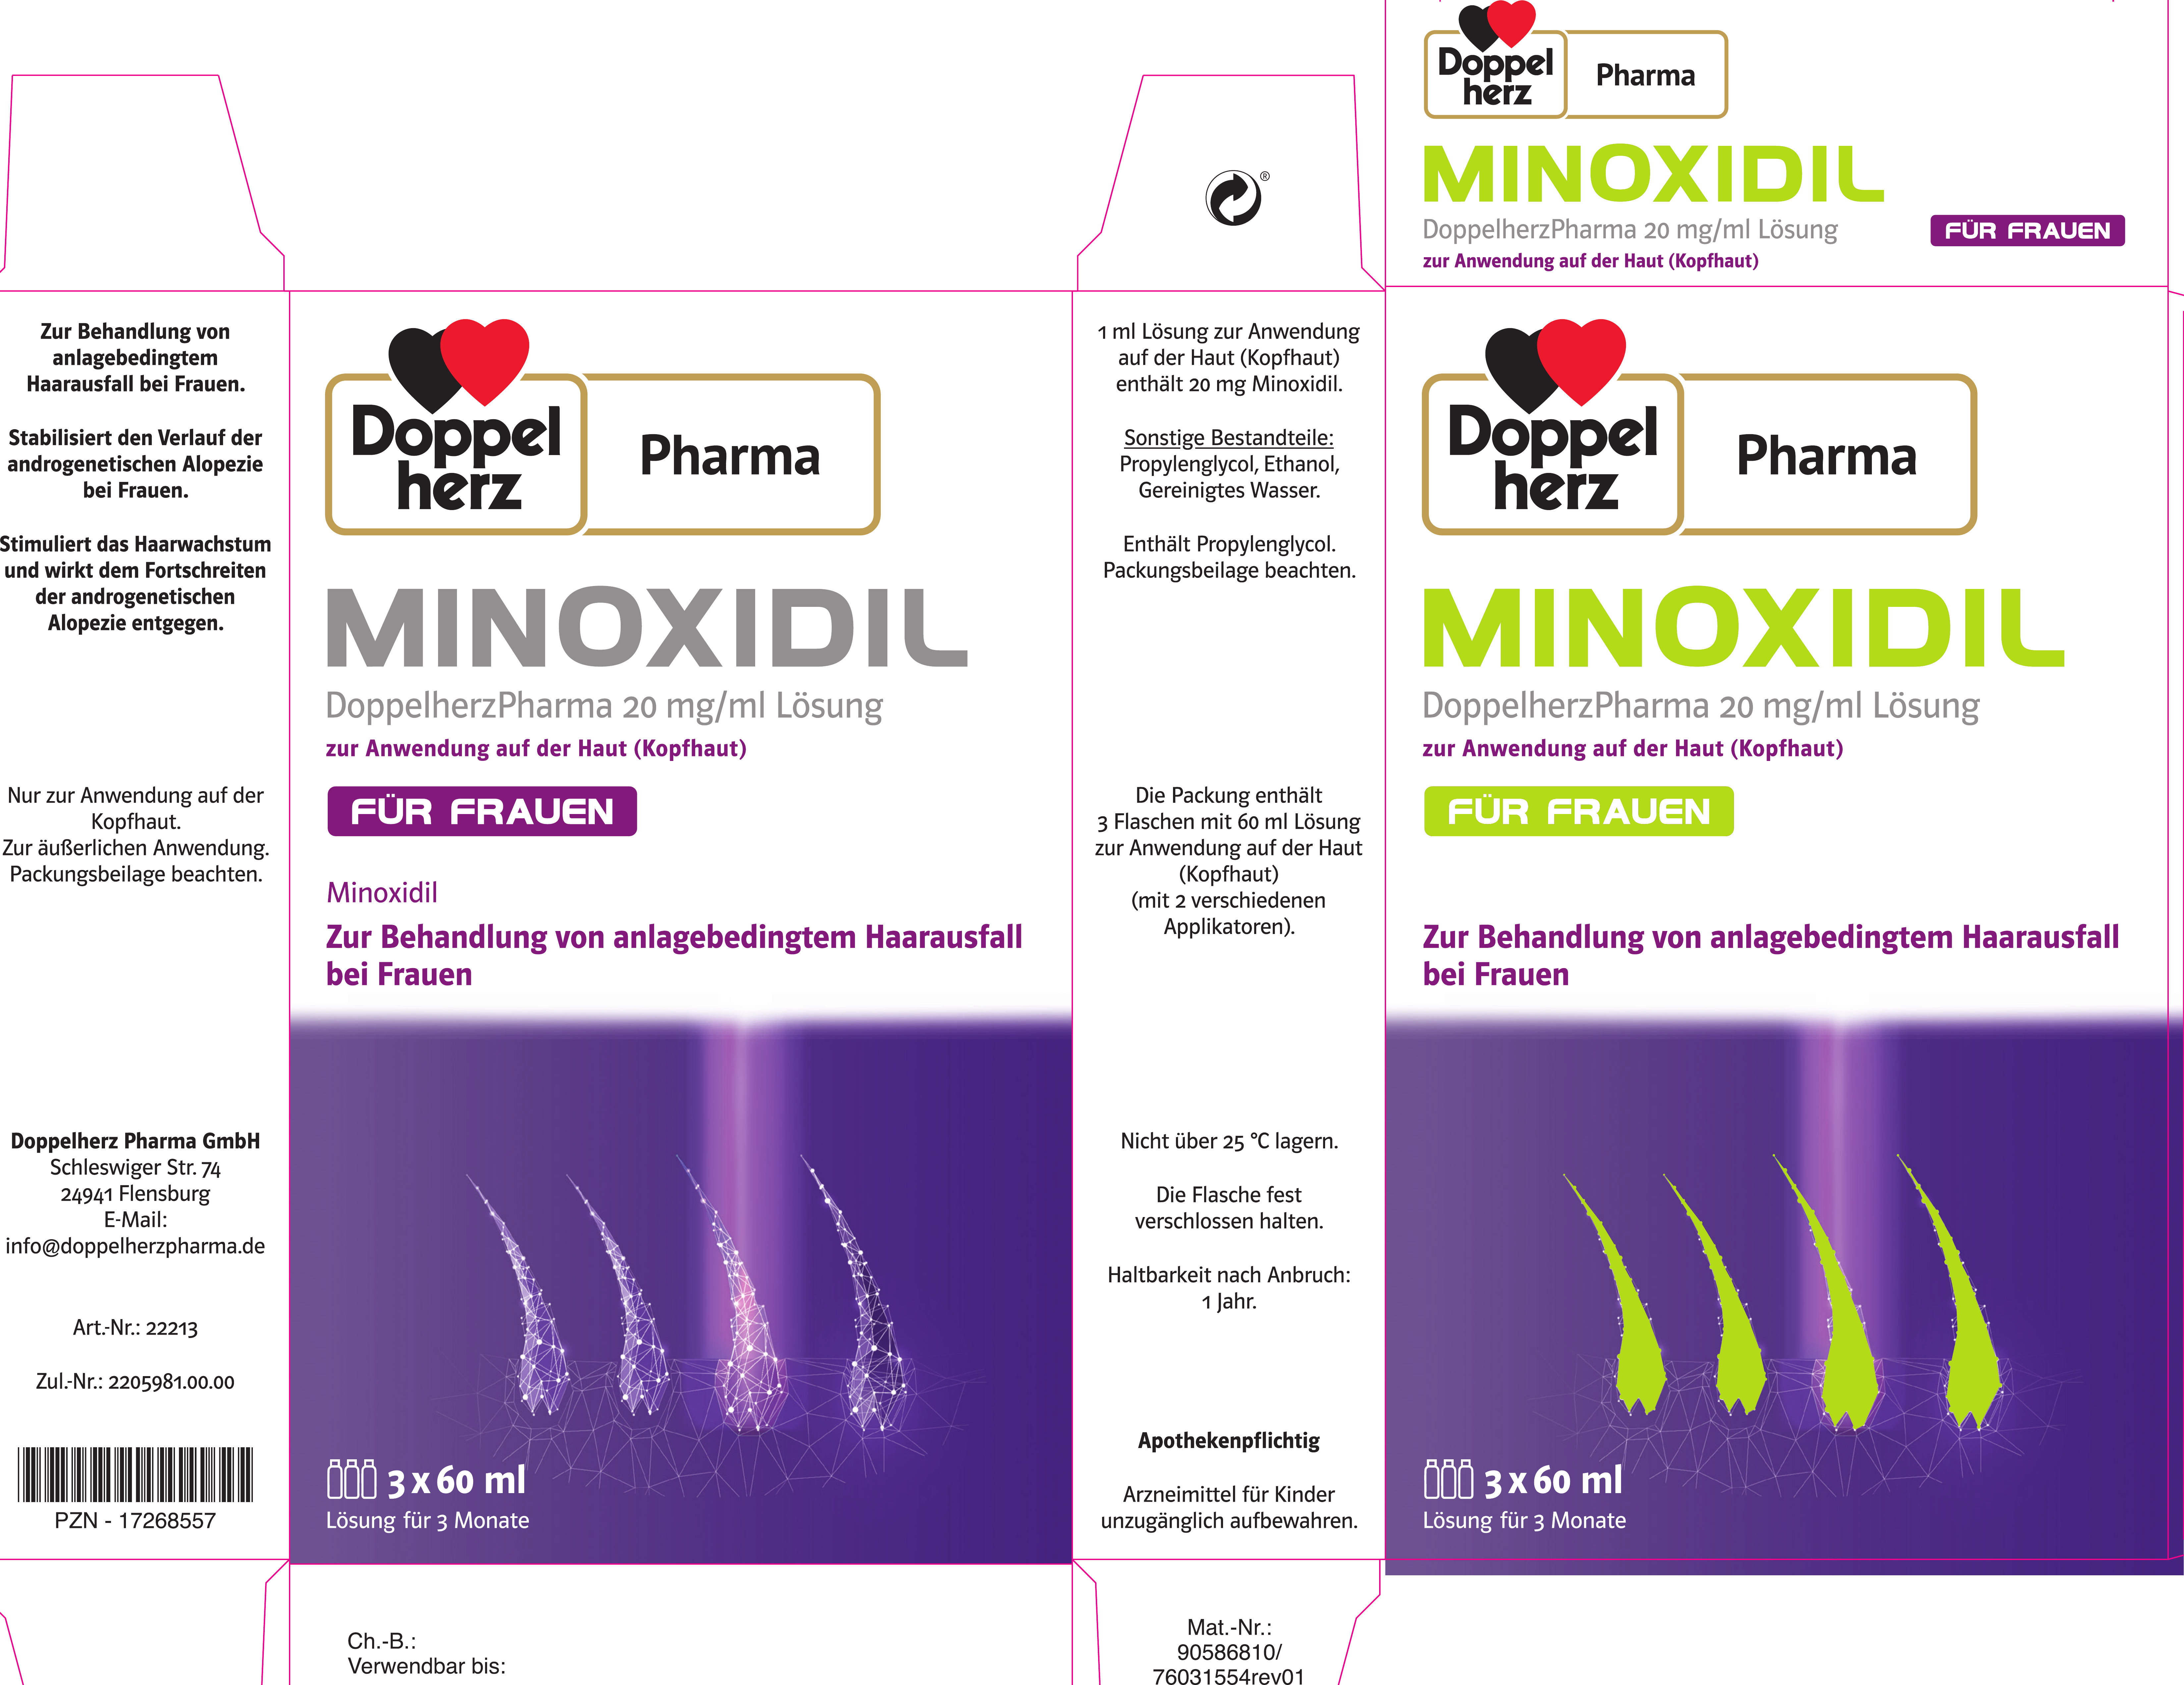 Zur Behandlung von
anlagebedingtem
Haarausfall bei Frauen.
Stabilisiert den Verlauf der
androgenetischen Alopezie
bei Frauen.
Stimuliert das Haarwachstum
und wirkt dem Fortschreiten
der androgenetischen
Alopezie entgegen.
Nur zur Anwendung auf der
Kopfhaut.
Zur äußerlichen Anwendung.
Packungsbeilage beachten.
Doppelherz Pharma GmbH
Schleswiger Str. 74
24941 Flensburg
E-Mail:
info@doppelherzpharma.de
Art.-Nr.: 22213
Zul.-Nr.: 2205981.00.00
PZN - 17268557
Doppel
herz
Pharma
MINOXIDIL
DoppelherzPharma 20 mg/ml Lösung
zur Anwendung auf der Haut (Kopfhaut)
FÜR FRAUEN
Minoxidil
Zur Behandlung von anlagebedingtem Haarausfall
bei Frauen
3 x 60 ml
Lösung für 3 Monate
Ch.-B.:
Verwendbar bis:
®
1 ml Lösung zur Anwendung
auf der Haut (Kopfhaut)
enthält 20 mg Minoxidil.
Sonstige Bestandteile:
Propylenglycol, Ethanol,
Gereinigtes Wasser.
Enthält Propylenglycol.
Packungsbeilage beachten.
Die Packung enthält
3 Flaschen mit 60 ml Lösung
zur Anwendung auf der Haut
(Kopfhaut)
(mit 2 verschiedenen
Applikatoren).
Nicht über 25 °C lagern.
Die Flasche fest
verschlossen halten.
Haltbarkeit nach Anbruch:
1 Jahr.
Apothekenpflichtig
Arzneimittel für Kinder
unzugänglich aufbewahren.
Mat.-Nr.:
90586810/
76031554rev01
Doppel
herz
Pharma
MINOXIDIL
DoppelherzPharma 20 mg/ml Lösung
zur Anwendung auf der Haut (Kopfhaut)
FÜR FRAUEN
Doppel
herz
Pharma
MINOXIDIL
DoppelherzPharma 20 mg/ml Lösung
zur Anwendung auf der Haut (Kopfhaut)
FÜR FRAUEN
Zur Behandlung von anlagebedingtem Haarausfall
bei Frauen
3 x 60 ml
Lösung für 3 Monate